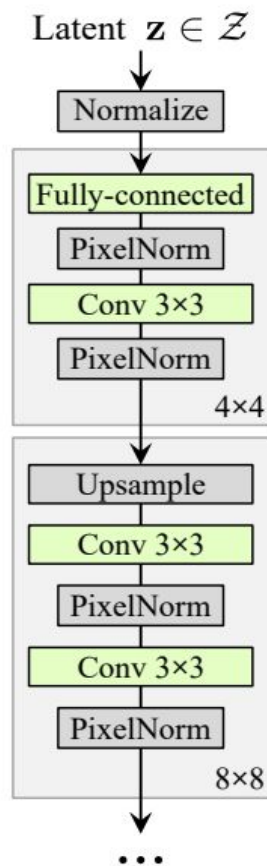 Latent z ∈ 𝒵
Normalize
Fully-connected
PixelNorm
Conv 3×3
PixelNorm
4×4
Upsample
Conv 3×3
PixelNorm
Conv 3×3
PixelNorm
8×8
...